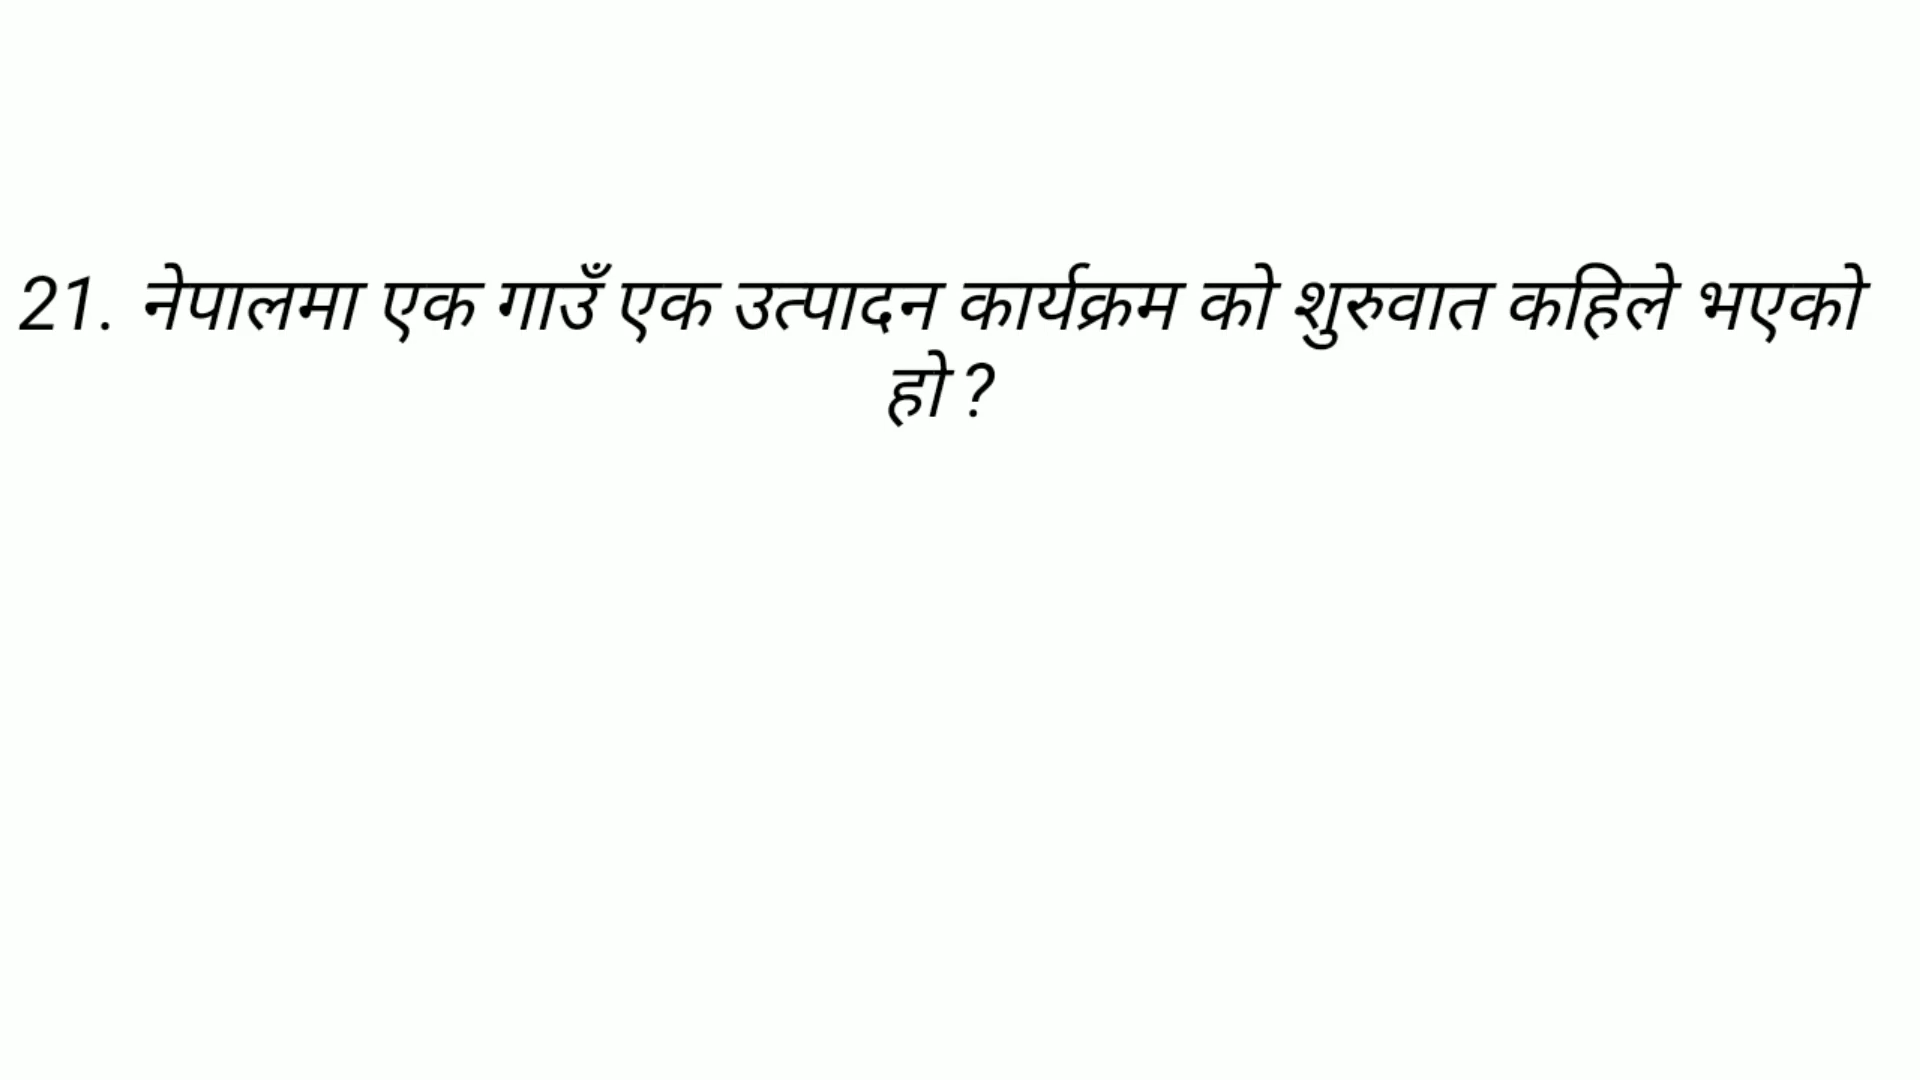 21. नेपालमा एक गाउँ एक उत्पादन कार्यक्रम को शुरुवात कहिले भएको
हो ?